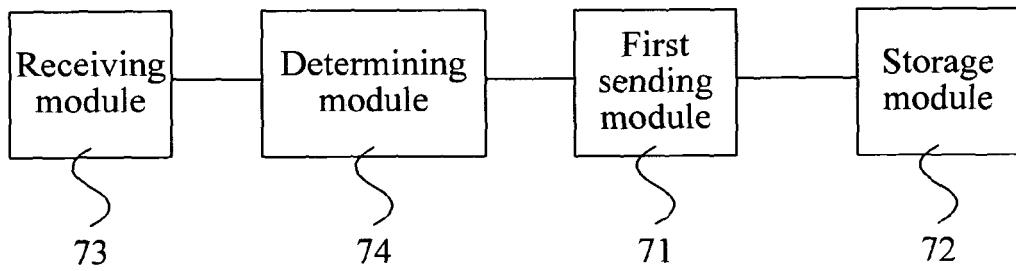 Receiving
module
Determining
module
First
sending
module
Storage
module
73
74
71
72